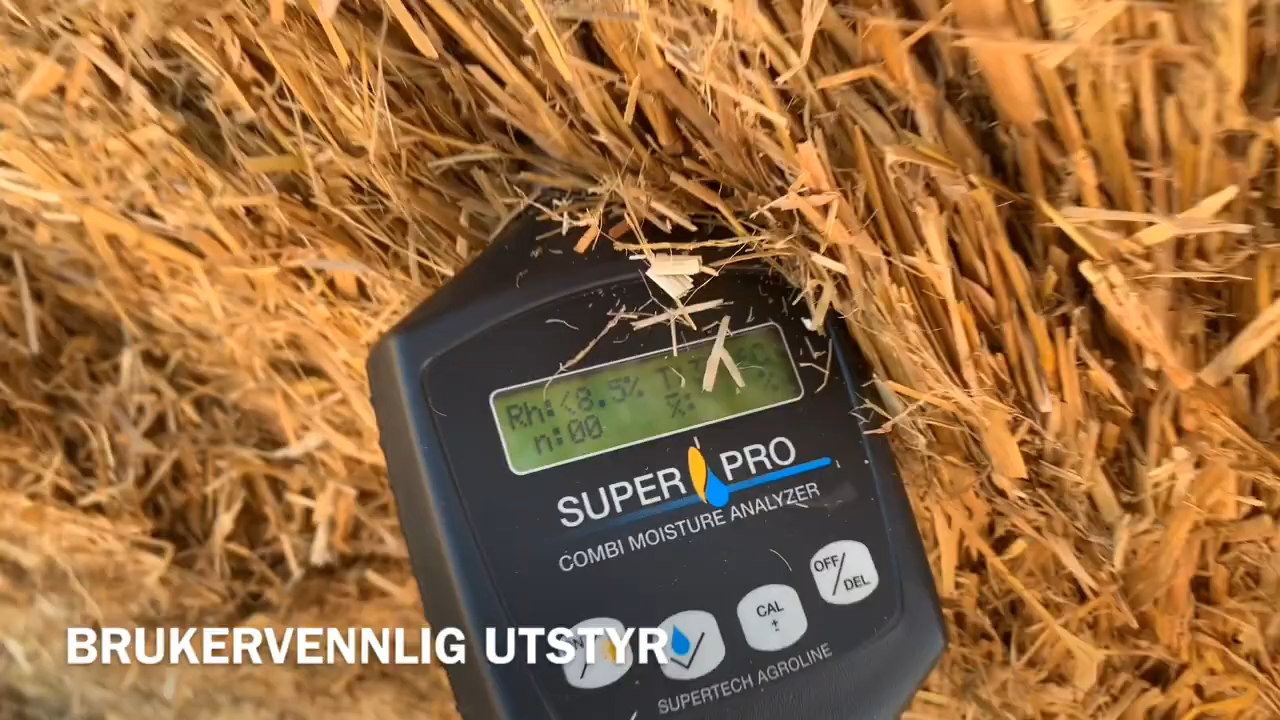 Rh:<8.5%
n:00 x̄:
SUPER PRO
COMBI MOISTURE ANALYZER
OFF/DEL
CAL
±
SUPERTECH AGROLINE
BRUKERVENNLIG UTSTYR